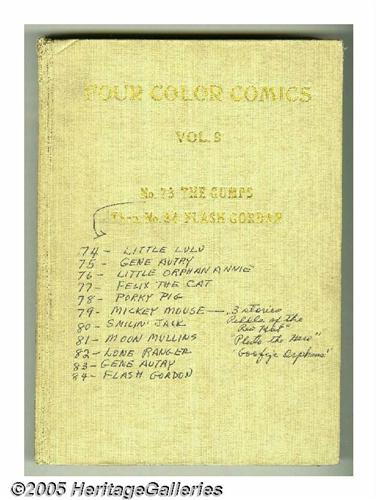 FOUR COLOR COMICS
VOL. 8
No. 73 THE GUMPS
Thru No. 84 FLASH GORDAN
74 - LITTLE LULU
75 - GENE AUTRY
76 - LITTLE ORPHAN ANNIE
77 - FELIX THE CAT
78 - PORKY PIG
79 - MICKEY MOUSE — 3 stories
of the
80 - SMILIN' JACK
Red Hat"
81 - MOON MULLINS
"Pluto the Hero"
82 - LONE RANGER
"Goofy's Orphans"
83 - GENE AUTRY
84 - FLASH GORDON
©2005 HeritageGalleries